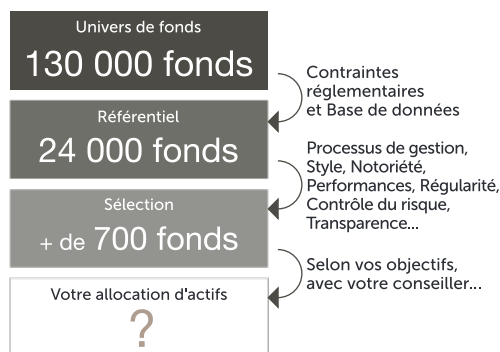 Univers de fonds
130 000 fonds
Contraintes
réglementaires
et Base de données
Référentiel
24 000 fonds
Processus de gestion,
Style, Notoriété,
Performances, Régularité,
Contrôle du risque,
Transparence...
Sélection
+ de 700 fonds
Selon vos objectifs,
avec votre conseiller...
Votre allocation d'actifs
?